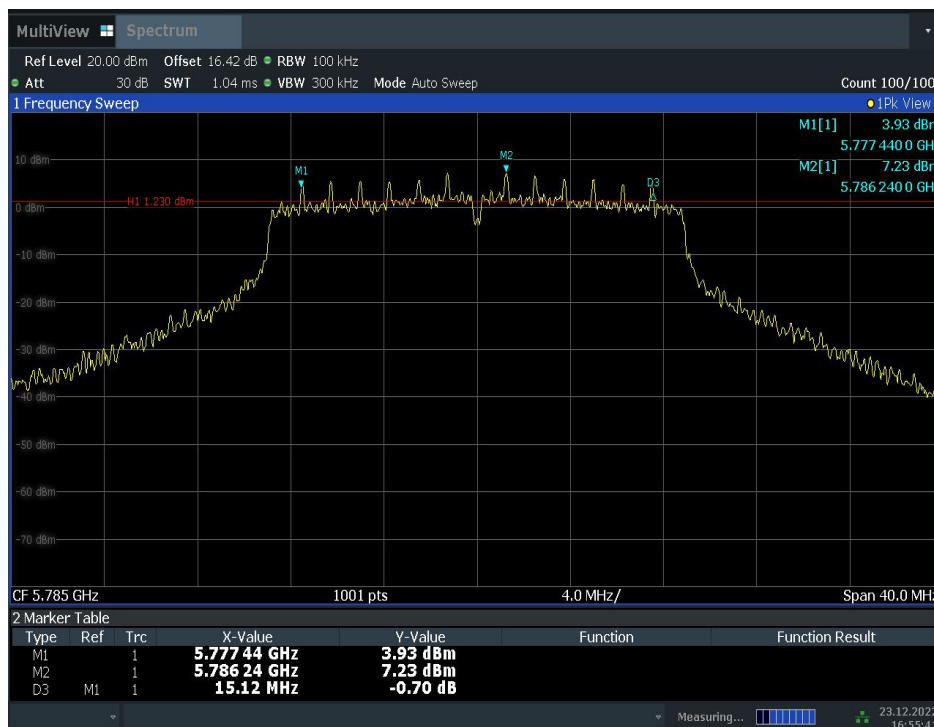 MultiView Spectrum
Ref Level 20.00 dBm Offset 16.42 dB RBW 100 kHz
Att 30 dB SWT 1.04 ms VBW 300 kHz Mode Auto Sweep Count 100/100
1 Frequency Sweep 1Pk View
M1[1] 3.93 dBm
5.777 440 0 GH
M2[1] 7.23 dBm
5.786 240 0 GH
M1
M2
D3
10 dBm
H1 1.230 dBm
0 dBm
-10 dBm
-20 dBm
-30 dBm
-40 dBm
-50 dBm
-60 dBm
-70 dBm
CF 5.785 GHz 1001 pts 4.0 MHz/ Span 40.0 MHz
2 Marker Table
Type Ref Trc X-Value Y-Value Function Function Result
M1 1 5.777 44 GHz 3.93 dBm
M2 1 5.786 24 GHz 7.23 dBm
D3 M1 1 15.12 MHz -0.70 dB
Measuring... 23.12.2022